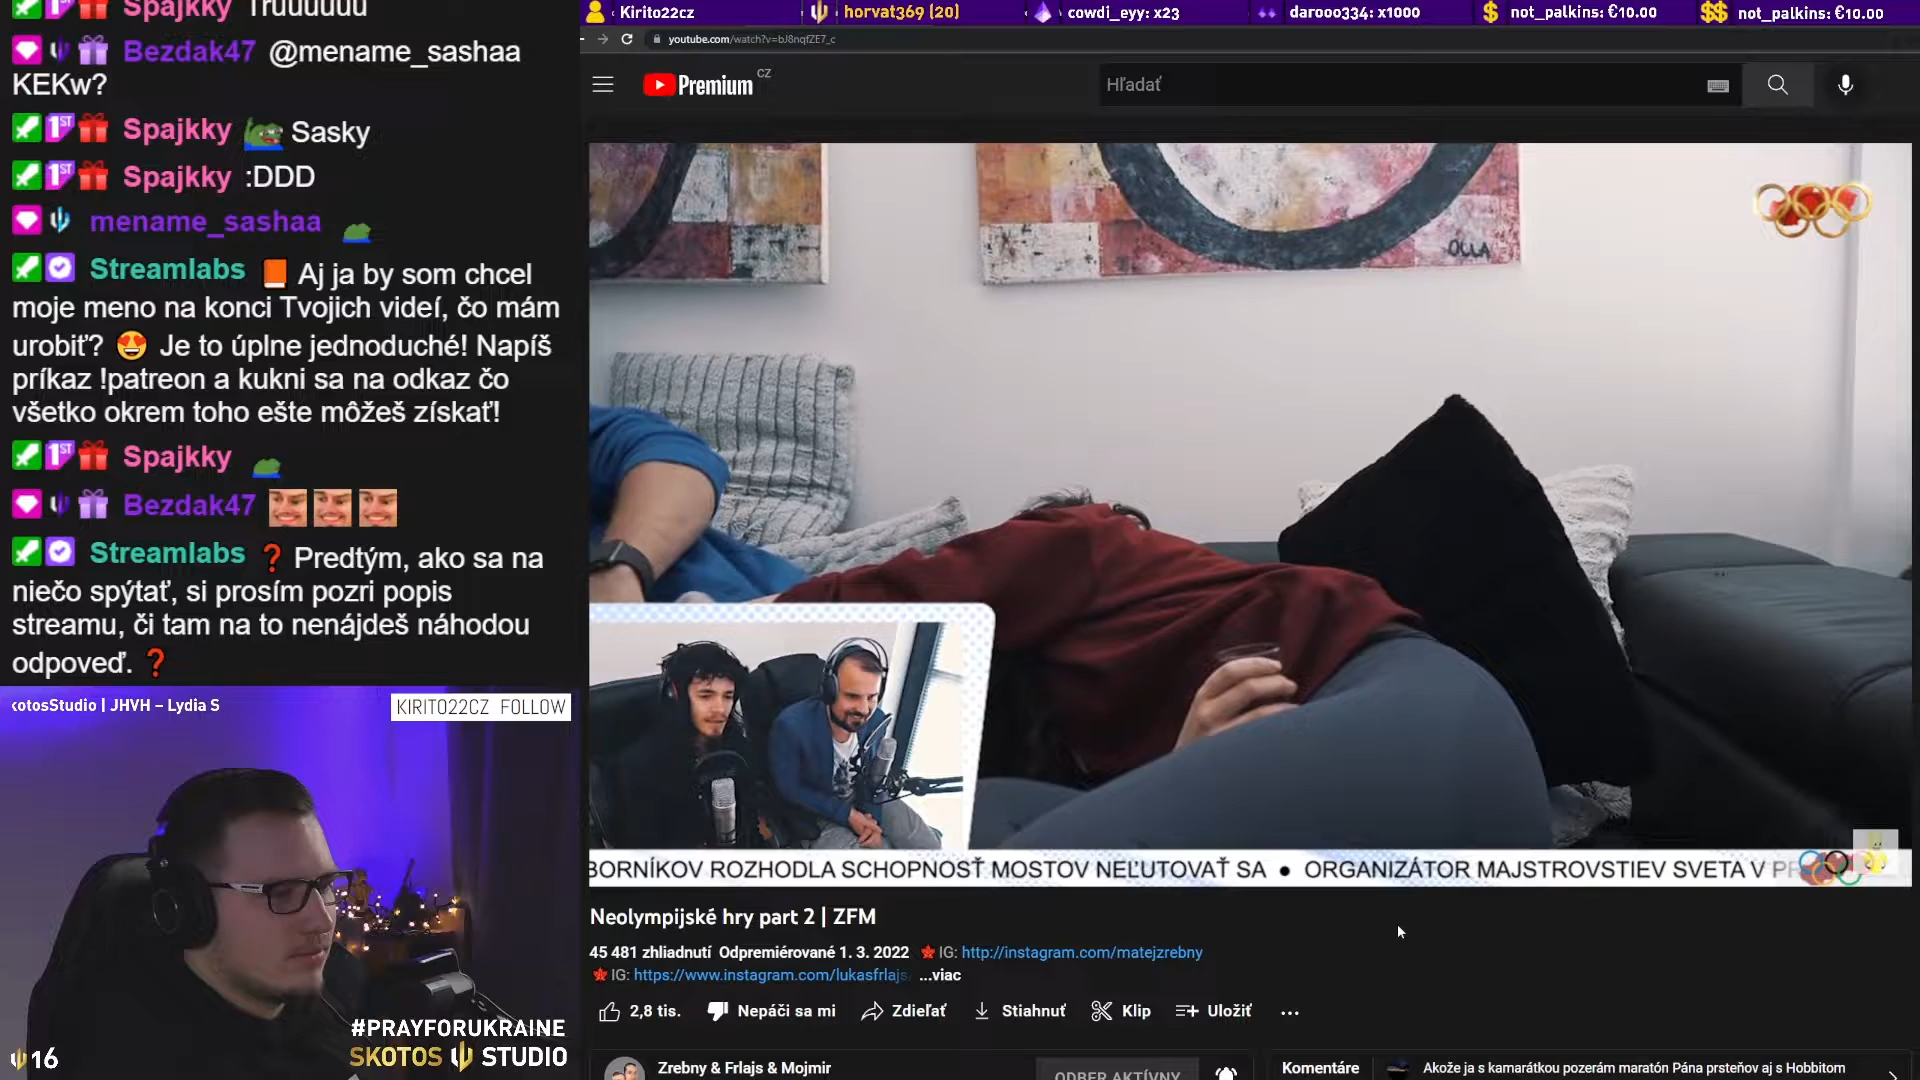 Spajkky Truuuuuu
Bezdak47 @mename_sashaa
KEKw?
1ST Spajkky Sasky
1ST Spajkky :DDD
mename_sashaa
Streamlabs Aj ja by som chcel
moje meno na konci Tvojich videí, čo mám
urobiť? Je to úplne jednoduché! Napíš
príkaz !patreon a kukni sa na odkaz čo
všetko okrem toho ešte môžeš získať!
1ST Spajkky
Bezdak47
Streamlabs ? Predtým, ako sa na
niečo spýtať, si prosím pozri popis
streamu, či tam na to nenájdeš náhodou
odpoveď. ?
kotosStudio | JHVH – Lydia S
KIRITO22CZ FOLLOW
#PRAYFORUKRAINE
SKOTOS STUDIO
16
Kirito22cz
horvat369 (20)
cowdi_eyy: x23
darooo334: x1000
$ not_palkins: €10.00
$$ not_palkins: €10.00
youtube.com/watch?v=bJ8nqfZE7_c
Premium CZ
Hľadať
OLLA
BORNÍKOV ROZHODLA SCHOPNOSŤ MOSTOV NEĽUTOVAŤ SA ● ORGANIZÁTOR MAJSTROVSTIEV SVETA V PR
Neolympijské hry part 2 | ZFM
45 481 zhliadnutí Odpremiérované 1. 3. 2022 IG: http://instagram.com/matejzrebny
IG: https://www.instagram.com/lukasfrlajs ...viac
2,8 tis. Nepáči sa mi Zdieľať Stiahnuť Klip Uložiť
Zrebny & Frlajs & Mojmir
ODBER AKTÍVNY
Komentáre
Akože ja s kamarátkou pozerám maratón Pána prsteňov aj s Hobbitom